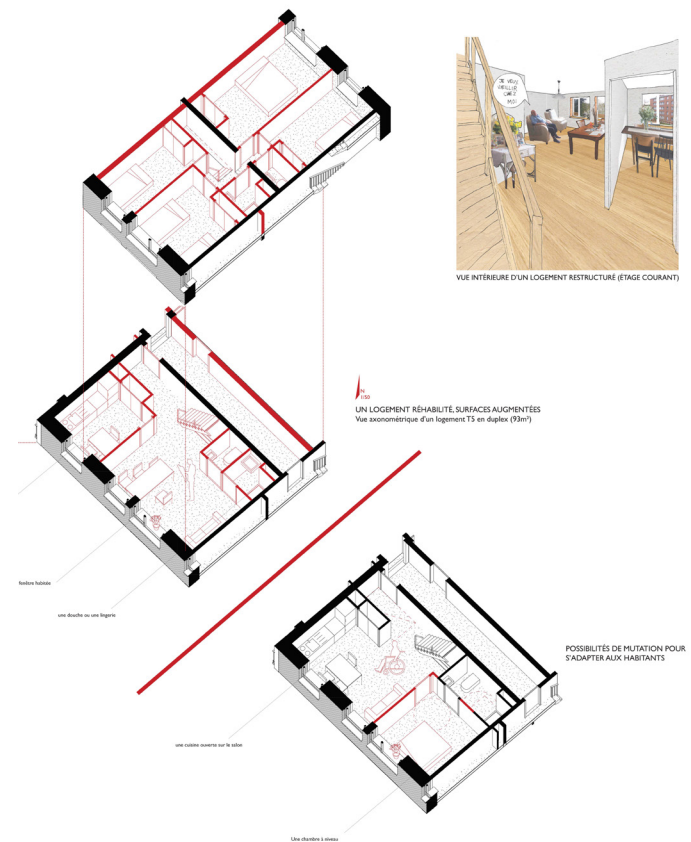 JE VEUX
VIEILLIR
CHEZ
MOI
VUE INTÉRIEURE D'UN LOGEMENT RESTRUCTURÉ (ÉTAGE COURANT)
N
1/50
UN LOGEMENT RÉHABILITÉ, SURFACES AUGMENTÉES
Vue axonométrique d'un logement T5 en duplex (93m²)
fenêtre habitée
une douche ou une lingerie
POSSIBILITÉS DE MUTATION POUR
S'ADAPTER AUX HABITANTS
une cuisine ouverte sur le salon
Une chambre à niveau